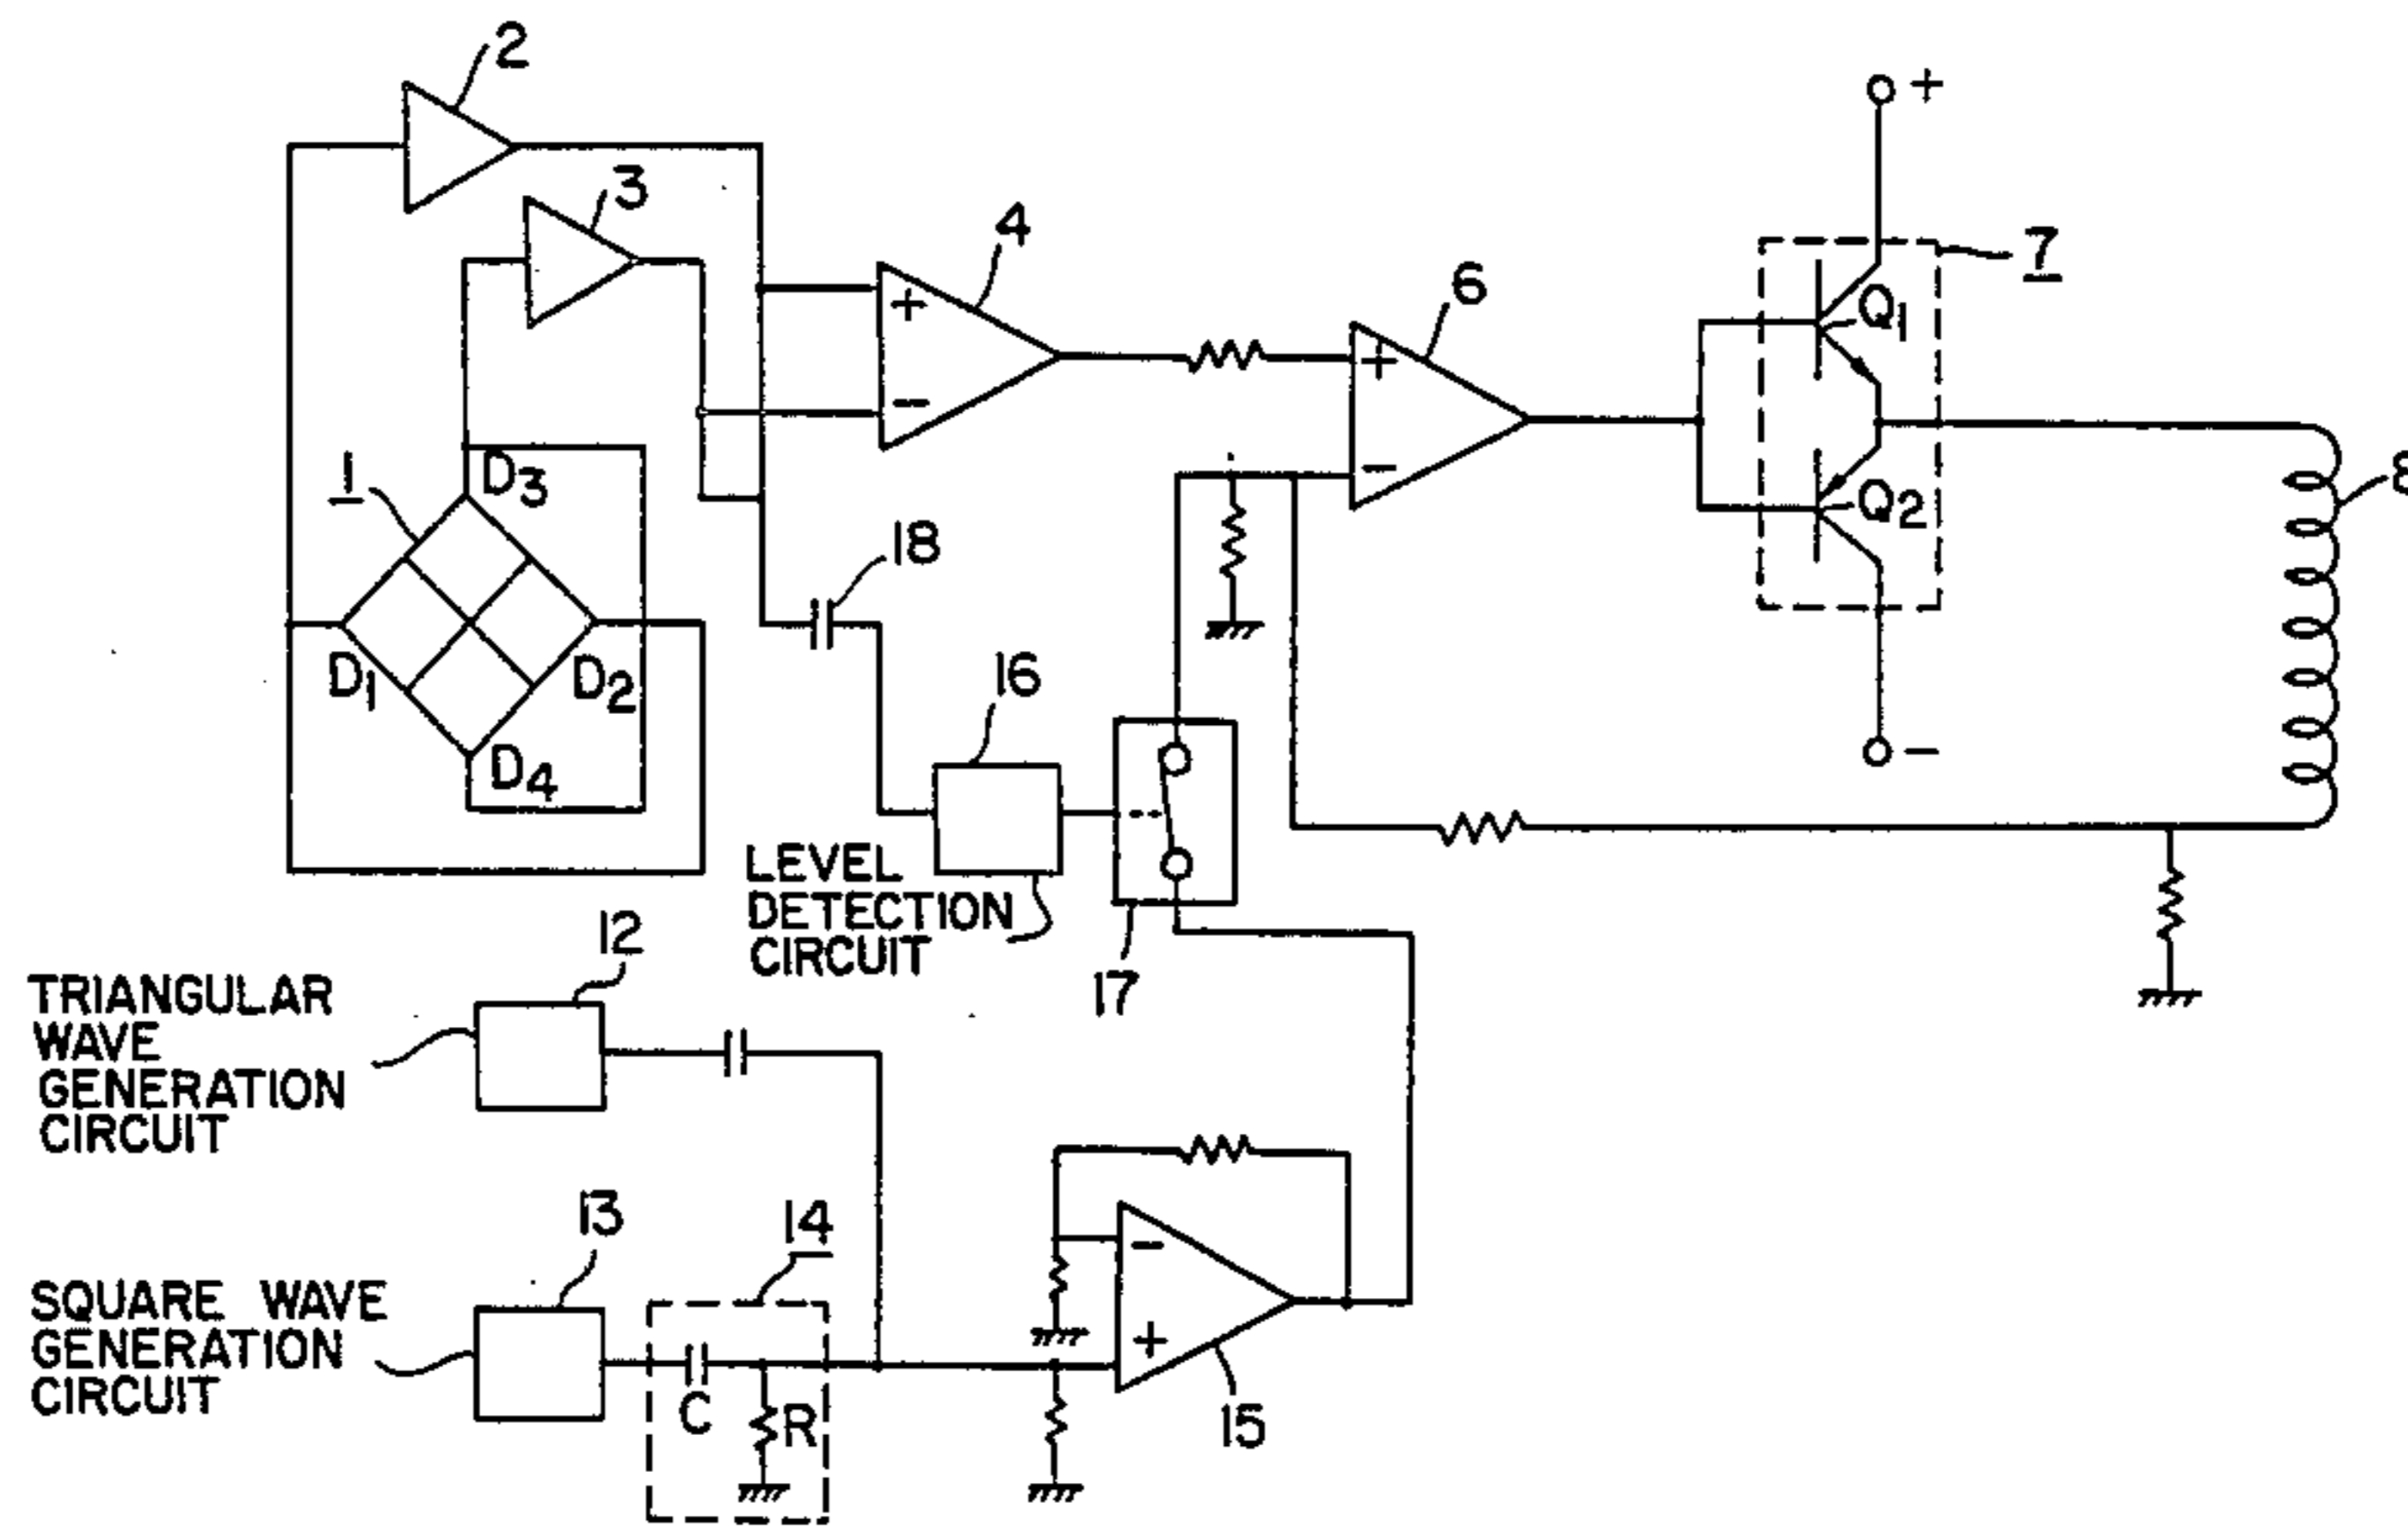 2
3
4
6
7
+
+
-
+
-
Q1
Q2
-
8
1
D3
D1
D2
D4
18
16
LEVEL
DETECTION
CIRCUIT
17
12
TRIANGULAR
WAVE
GENERATION
CIRCUIT
13
14
SQUARE WAVE
GENERATION
CIRCUIT
C
R
-
+
15